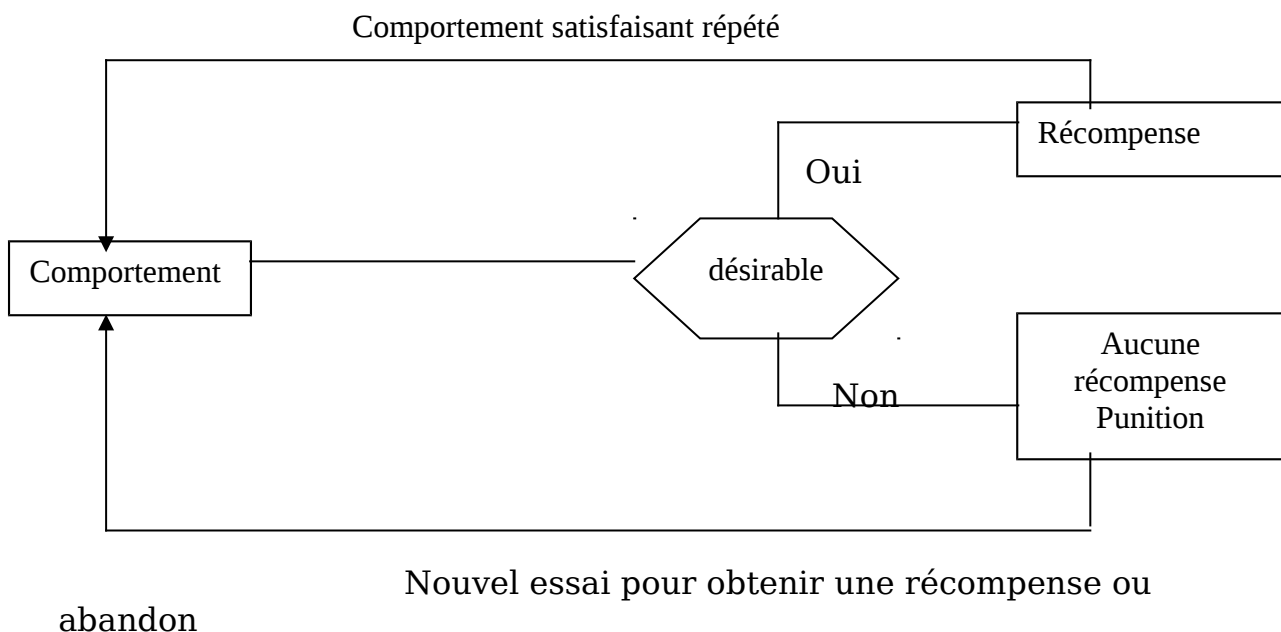 Comportement satisfaisant répété
Récompense
Oui
Comportement
désirable
Aucune
récompense
Punition
Non
Nouvel essai pour obtenir une récompense ou
abandon